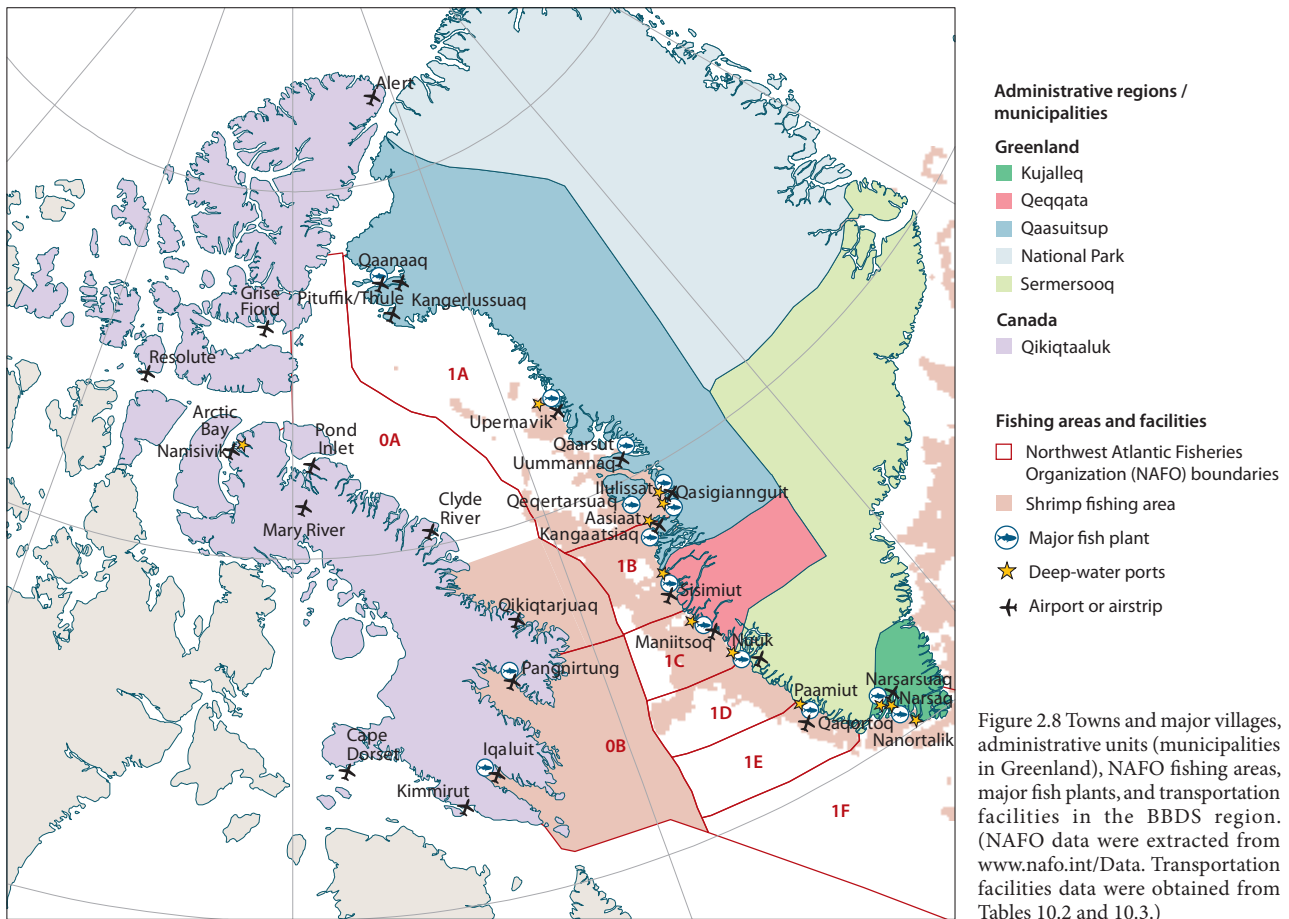 Alert
Qaanaaq
Pituffik/Thule
Kangerlussuaq
Grise
Fiord
Resolute
1A
0A
Arctic
Bay
Nanisivik
Pond
Inlet
Mary River
Clyde
River
Upernavik
Qaarsut
Uummannaq
Ilulissat
Qeqertarsuaq
Qasigiannguit
Aasiaat
Kangaatsiaq
1B
Sisimiut
Qikiqtarjuaq
Maniitsoq
Nuuk
1C
Pangnirtung
1D
Paamiut
Narsarsuaq
Narsaq
Qaqortoq
Nanortalik
0B
1E
Cape
Dorset
Iqaluit
Kimmirut
1F
Administrative regions /
municipalities
Greenland
Kujalleq
Qeqqata
Qaasuitsup
National Park
Sermersooq
Canada
Qikiqtaaluk
Fishing areas and facilities
Northwest Atlantic Fisheries
Organization (NAFO) boundaries
Shrimp fishing area
Major fish plant
Deep-water ports
Airport or airstrip
Figure 2.8 Towns and major villages,
administrative units (municipalities
in Greenland), NAFO fishing areas,
major fish plants, and transportation
facilities in the BBDS region.
(NAFO data were extracted from
www.nafo.int/Data. Transportation
facilities data were obtained from
Tables 10.2 and 10.3.)